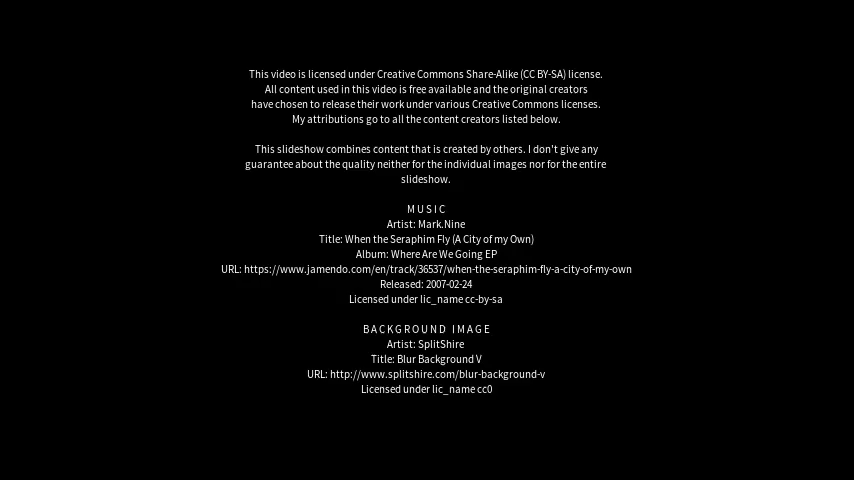 This video is licensed under Creative Commons Share-Alike (CC BY-SA) license.
All content used in this video is free available and the original creators
have chosen to release their work under various Creative Commons licenses.
My attributions go to all the content creators listed below.
This slideshow combines content that is created by others. I don't give any
guarantee about the quality neither for the individual images nor for the entire
slideshow.
MUSIC
Artist: Mark.Nine
Title: When the Seraphim Fly (A City of my Own)
Album: Where Are We Going EP
URL: https://www.jamendo.com/en/track/36537/when-the-seraphim-fly-a-city-of-my-own
Released: 2007-02-24
Licensed under lic_name cc-by-sa
BACKGROUND IMAGE
Artist: SplitShire
Title: Blur Background V
URL: http://www.splitshire.com/blur-background-v
Licensed under lic_name cc0